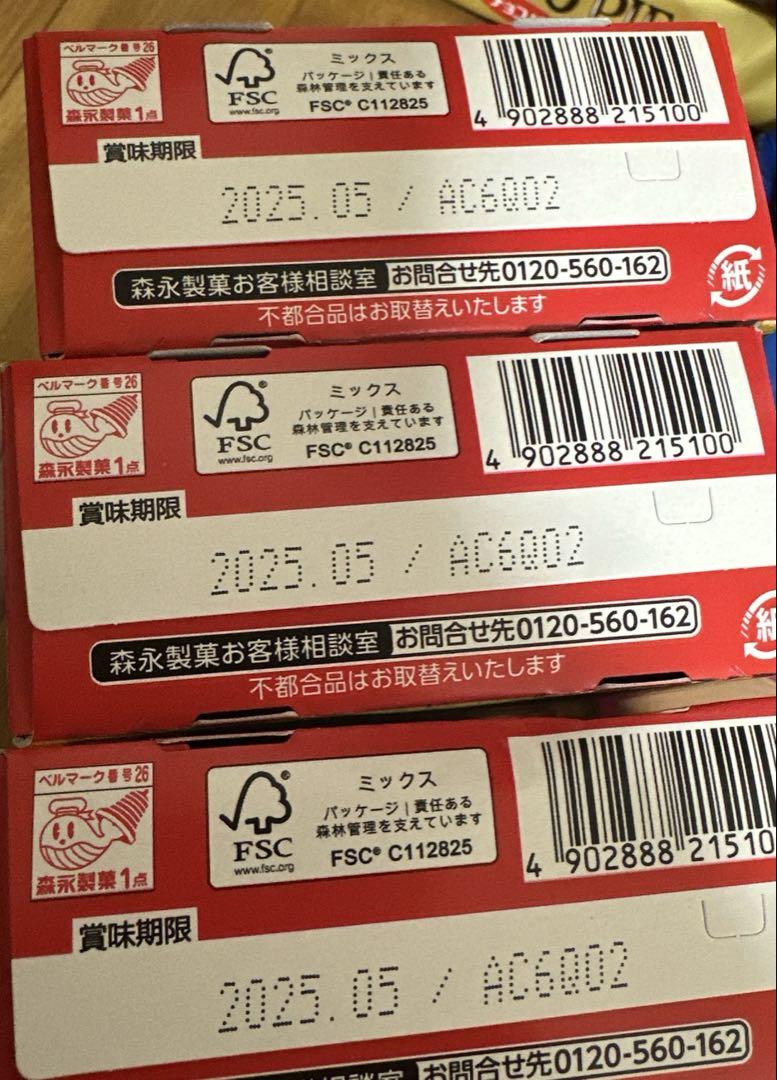 PIE
ベルマーク番号26
森永製菓1点
FSC®
www.fsc.org
ミックス
パッケージ|責任ある
森林管理を支えています
FSC® C112825
4 902888 215100
賞味期限
2025.05 / AC6Q02
森永製菓お客様相談室 お問合せ先0120-560-162
不都合品はお取替えいたします
紙
ベルマーク番号26
森永製菓1点
FSC®
www.fsc.org
ミックス
パッケージ|責任ある
森林管理を支えています
FSC® C112825
4 902888 215100
賞味期限
2025.05 / AC6Q02
森永製菓お客様相談室 お問合せ先0120-560-162
不都合品はお取替えいたします
紙
ベルマーク番号26
森永製菓1点
FSC®
www.fsc.org
ミックス
パッケージ|責任ある
森林管理を支えています
FSC® C112825
4 902888 21510
賞味期限
2025.05 / AC6Q02
相談室 お問合せ先0120-560-162